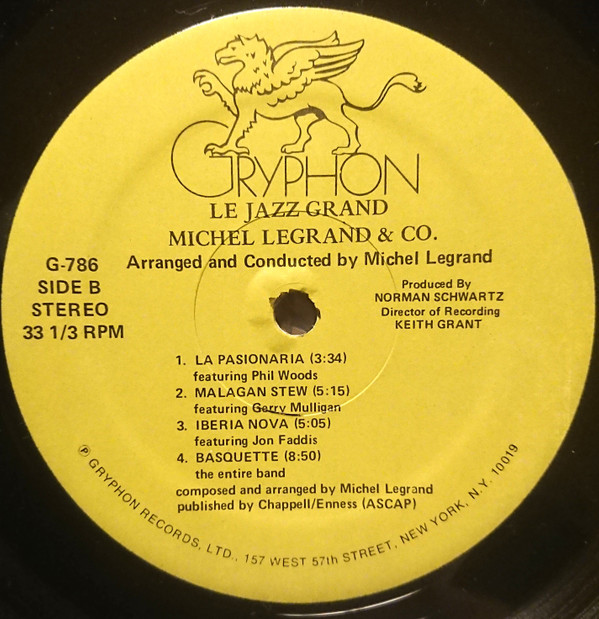 GRYPHON
LE JAZZ GRAND
MICHEL LEGRAND & CO.
Arranged and Conducted by Michel Legrand
G-786
SIDE B
STEREO
33 1/3 RPM
Produced By
NORMAN SCHWARTZ
Director of Recording
KEITH GRANT
1. LA PASIONARIA (3:34)
featuring Phil Woods
2. MALAGAN STEW (5:15)
featuring Gerry Mulligan
3. IBERIA NOVA (5:05)
featuring Jon Faddis
4. BASQUETTE (8:50)
the entire band
composed and arranged by Michel Legrand
published by Chappell/Enness (ASCAP)
℗ GRYPHON RECORDS, LTD., 157 WEST 57th STREET, NEW YORK, N.Y. 10019